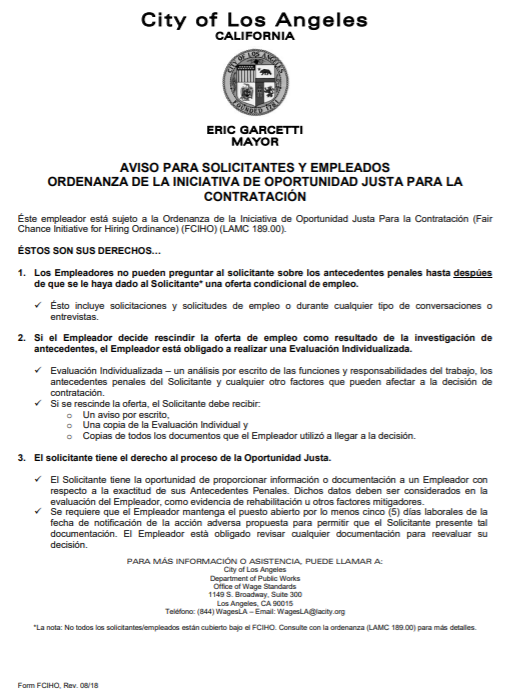 City of Los Angeles
CALIFORNIA
CITY OF LOS ANGELES
FOUNDED 1781
ERIC GARCETTI
MAYOR
AVISO PARA SOLICITANTES Y EMPLEADOS
ORDENANZA DE LA INICIATIVA DE OPORTUNIDAD JUSTA PARA LA
CONTRATACIÓN
Éste empleador está sujeto a la Ordenanza de la Iniciativa de Oportunidad Justa Para la Contratación (Fair
Chance Initiative for Hiring Ordinance) (FCIHO) (LAMC 189.00).
ÉSTOS SON SUS DERECHOS…
1. Los Empleadores no pueden preguntar al solicitante sobre los antecedentes penales hasta despúes
de que se le haya dado al Solicitante* una oferta condicional de empleo.
✓ Ésto incluye solicitaciones y solicitudes de empleo o durante cualquier tipo de conversaciones o
entrevistas.
2. Si el Empleador decide rescindir la oferta de empleo como resultado de la investigación de
antecedentes, el Empleador está obligado a realizar una Evaluación Individualizada.
✓ Evaluación Individualizada – un análisis por escrito de las funciones y responsabilidades del trabajo, los
antecedentes penales del Solicitante y cualquier otro factores que pueden afectar a la decisión de
contratación.
✓ Si se rescinde la oferta, el Solicitante debe recibir:
o Un aviso por escrito,
o Una copia de la Evaluación Individual y
o Copias de todos los documentos que el Empleador utilizó a llegar a la decisión.
3. El solicitante tiene el derecho al proceso de la Oportunidad Justa.
✓ El Solicitante tiene la oportunidad de proporcionar información o documentación a un Empleador con
respecto a la exactitud de sus Antecedentes Penales. Dichos datos deben ser considerados en la
evaluación del Empleador, como evidencia de rehabilitación u otros factores mitigadores.
✓ Se requiere que el Empleador mantenga el puesto abierto por lo menos cinco (5) días laborales de la
fecha de notificación de la acción adversa propuesta para permitir que el Solicitante presente tal
documentación. El Empleador está obligado revisar cualquier documentación para reevaluar su
decisión.
PARA MÁS INFORMACIÓN O ASISTENCIA, PUEDE LLAMAR A:
City of Los Angeles
Department of Public Works
Office of Wage Standards
1149 S. Broadway, Suite 300
Los Angeles, CA 90015
Teléfono: (844) WagesLA – Email: WagesLA@lacity.org
*La nota: No todos los solicitantes/empleados están cubierto bajo el FCIHO. Consulte con la ordenanza (LAMC 189.00) para más detalles.
Form FCIHO, Rev. 08/18